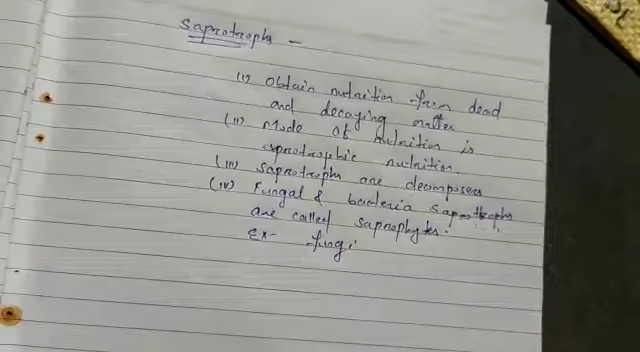 Saprotrophs –
(i) Obtain nutrition from dead
and decaying matter
(ii) Mode of nutrition is
saprotrophic nutrition.
(iii) Saprotrophs are decomposers
(iv) Fungal & bacteria saprotrophs
are called saprophytes.
Ex- fungi